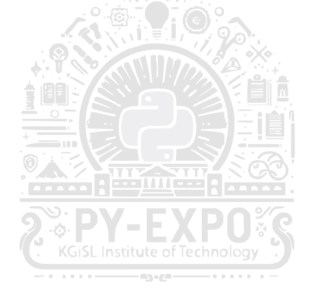 PY-EXPO
KGiSL Institute of Technology